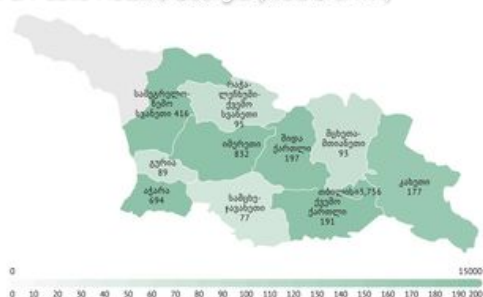 სამეგრელო-
ზემო
სვანეთი 416
რაჭა-
ლეჩხუმი-
ქვემო
სვანეთი
95
გურია
89
აჭარა
694
იმერეთი
832
სამცხე-
ჯავახეთი
77
შიდა
ქართლი
197
მცხეთა-
მთიანეთი
93
თბილისი3,756
ქვემო
ქართლი
191
კახეთი
177
0 15000
0 10 20 30 40 50 60 70 80 90 100 110 120 130 140 150 160 170 180 190 200